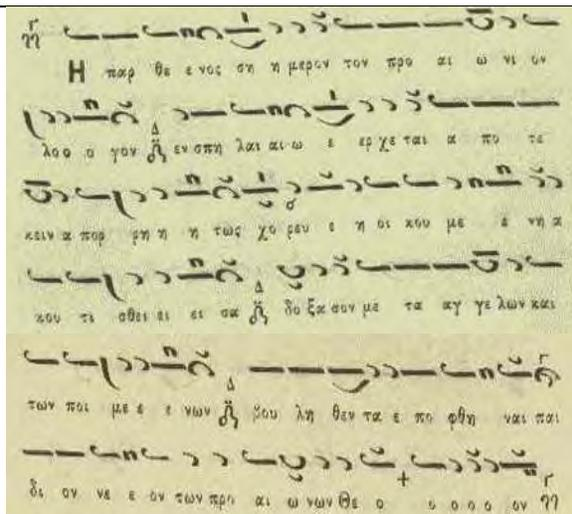 Η παρ θε ε νος ση η μερον τον προ αι ω νι ον
λοο ο γον εν σπη λαι αι ω ε ερ χε ται α πο τε
κειν α πορ ρη η η τως χο ρευ ε η οι κου με ε νη α
κου τι σθει ει ει σα δο ξα σον με τα αγ γε λων και
των ποι με ε ε νων βου λη θεν τα ε πο φθη ναι παι
δι ον νε ε ον των προ αι ω νων Θε ο ο ο ο ο ον